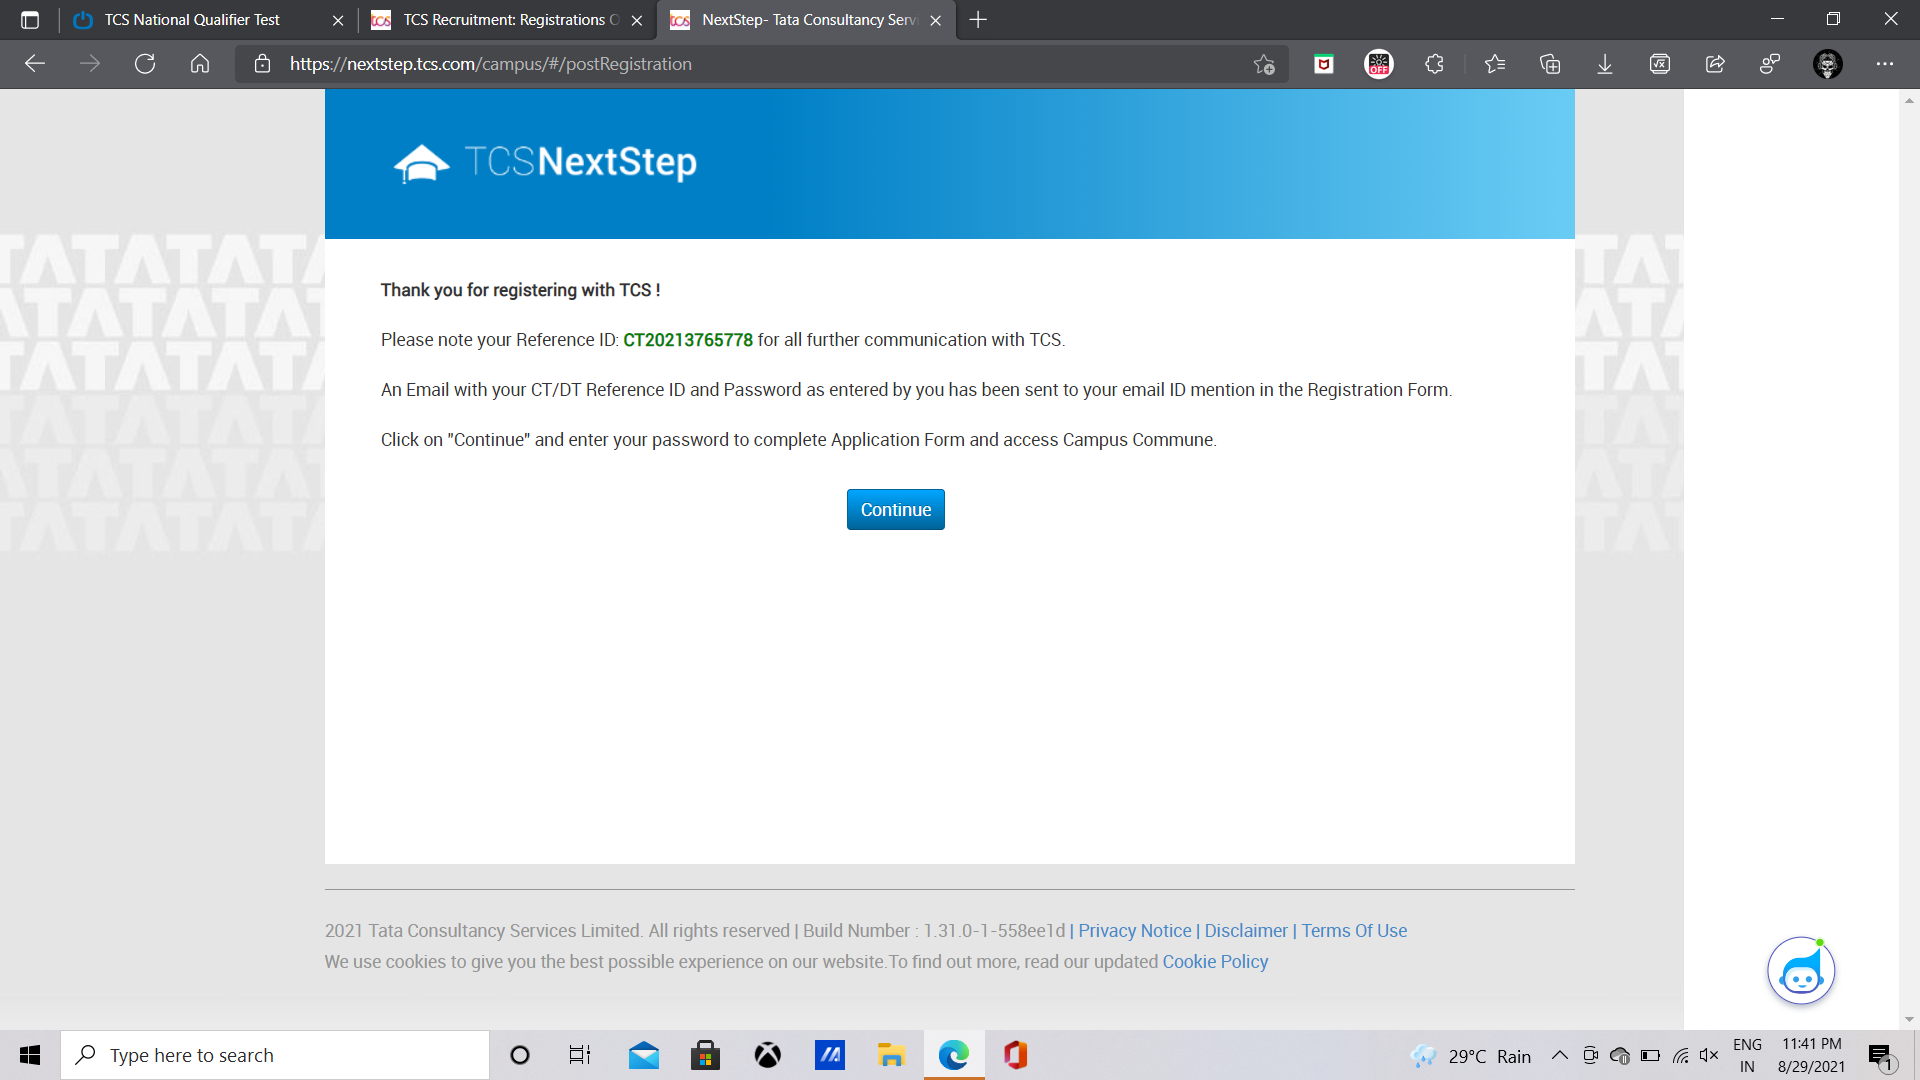 TCS National Qualifier Test
TCS Recruitment: Registrations O
NextStep- Tata Consultancy Serv
https://nextstep.tcs.com/campus/#/postRegistration
OFF
TCSNextStep
Thank you for registering with TCS !
Please note your Reference ID: CT20213765778 for all further communication with TCS.
An Email with your CT/DT Reference ID and Password as entered by you has been sent to your email ID mention in the Registration Form.
Click on "Continue" and enter your password to complete Application Form and access Campus Commune.
Continue
2021 Tata Consultancy Services Limited. All rights reserved | Build Number : 1.31.0-1-558ee1d | Privacy Notice | Disclaimer | Terms Of Use
We use cookies to give you the best possible experience on our website.To find out more, read our updated Cookie Policy
Type here to search
29°C Rain
ENG
IN
11:41 PM
8/29/2021
1